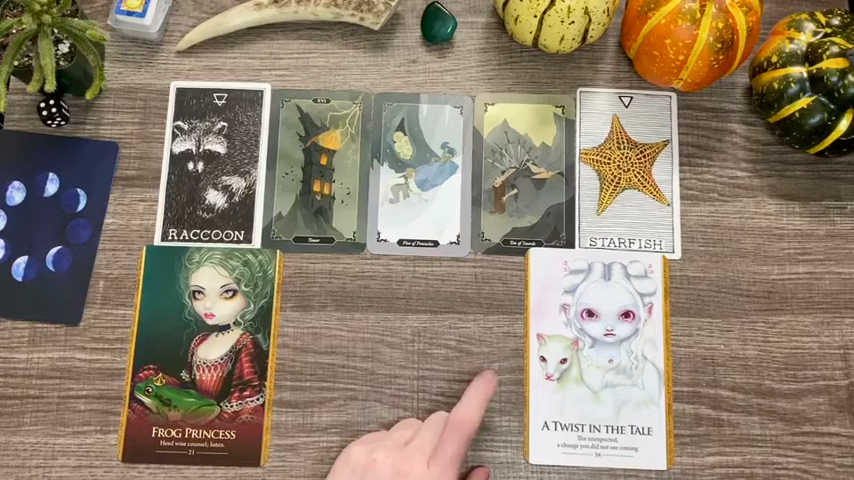 XVI
RACCOON
Tower
Five of Pentacles
Ten of Swords
STARFISH
FROG PRINCESS
Heed wise counsel; listen.
21
A TWIST IN THE TALE
The unexpected,
a change you did not see coming
34